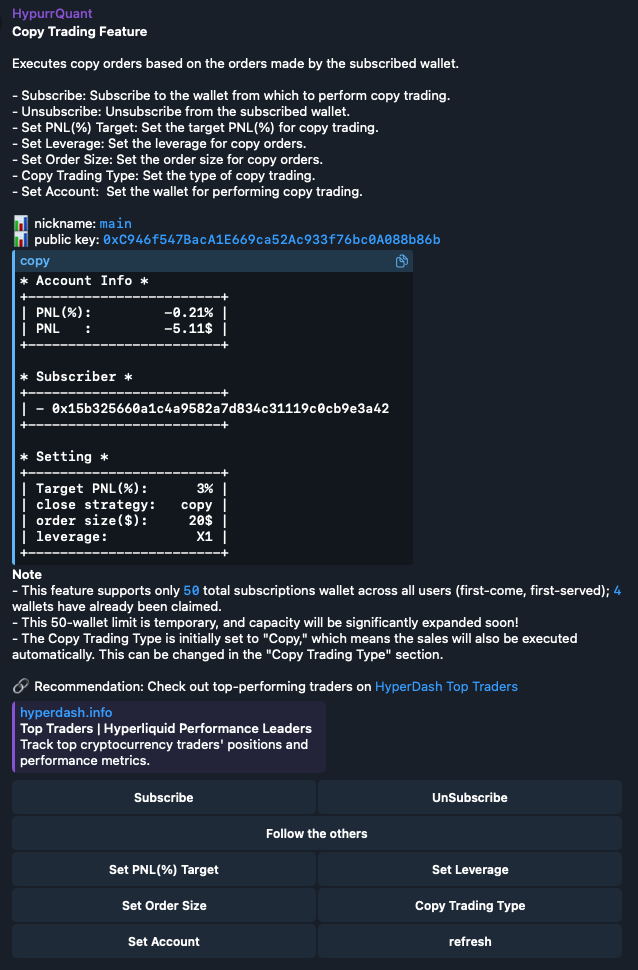 HypurrQuant
Copy Trading Feature
Executes copy orders based on the orders made by the subscribed wallet.
- Subscribe: Subscribe to the wallet from which to perform copy trading.
- Unsubscribe: Unsubscribe from the subscribed wallet.
- Set PNL(%) Target: Set the target PNL(%) for copy trading.
- Set Leverage: Set the leverage for copy orders.
- Set Order Size: Set the order size for copy orders.
- Copy Trading Type: Set the type of copy trading.
- Set Account:  Set the wallet for performing copy trading.
📊 nickname: main
📊 public key: 0xC946f547BacA1E669ca52Ac933f76bc0A088b86b
copy
* Account Info *
+------------------------+
| PNL(%):         -0.21% |
| PNL   :         -5.11$ |
+------------------------+
* Subscriber *
+------------------------+
| - 0x15b325660a1c4a9582a7d834c31119c0cb9e3a42
+------------------------+
* Setting *
+------------------------+
| Target PNL(%):      3% |
| close strategy:   copy |
| order size($):     20$ |
| leverage:           X1 |
+------------------------+
Note
- This feature supports only 50 total subscriptions wallet across all users (first-come, first-served); 4
wallets have already been claimed.
- This 50-wallet limit is temporary, and capacity will be significantly expanded soon!
- The Copy Trading Type is initially set to "Copy," which means the sales will also be executed
automatically. This can be changed in the "Copy Trading Type" section.
🔗 Recommendation: Check out top-performing traders on HyperDash Top Traders
hyperdash.info
Top Traders | Hyperliquid Performance Leaders
Track top cryptocurrency traders' positions and
performance metrics.
Subscribe
UnSubscribe
Follow the others
Set PNL(%) Target
Set Leverage
Set Order Size
Copy Trading Type
Set Account
refresh